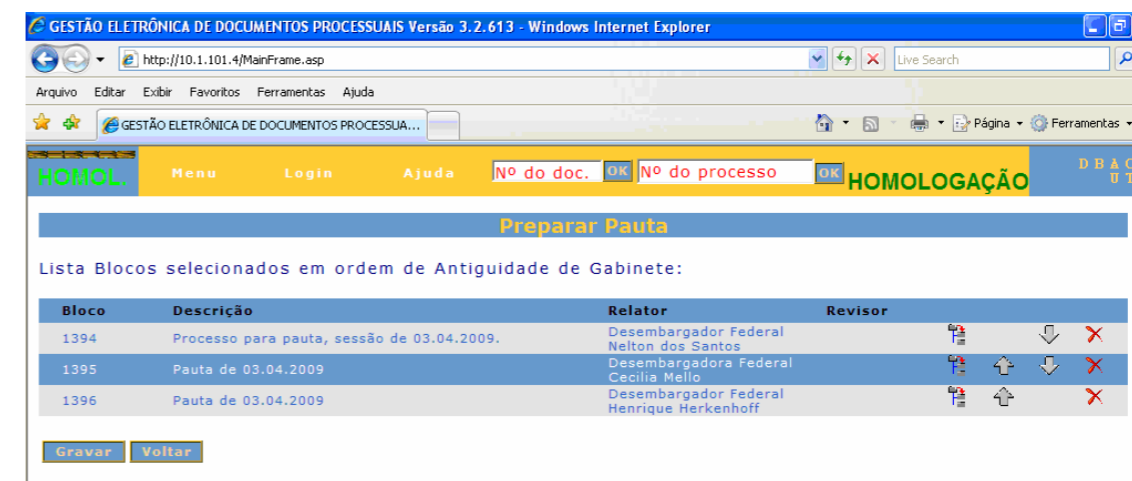 GESTÃO ELETRÔNICA DE DOCUMENTOS PROCESSUAIS Versão 3.2.613 - Windows Internet Explorer
http://10.1.101.4/MainFrame.asp Live Search
Arquivo Editar Exibir Favoritos Ferramentas Ajuda
GESTÃO ELETRÔNICA DE DOCUMENTOS PROCESSUA... Página Ferramentas
HOMOL. Menu Login Ajuda Nº do doc. OK Nº do processo OK HOMOLOGAÇÃO D B A C
U T
Preparar Pauta
Lista Blocos selecionados em ordem de Antiguidade de Gabinete:
Bloco Descrição Relator Revisor
1394 Processo para pauta, sessão de 03.04.2009. Desembargador Federal
Nelton dos Santos
1395 Pauta de 03.04.2009 Desembargadora Federal
Cecilia Mello
1396 Pauta de 03.04.2009 Desembargador Federal
Henrique Herkenhoff
Gravar Voltar